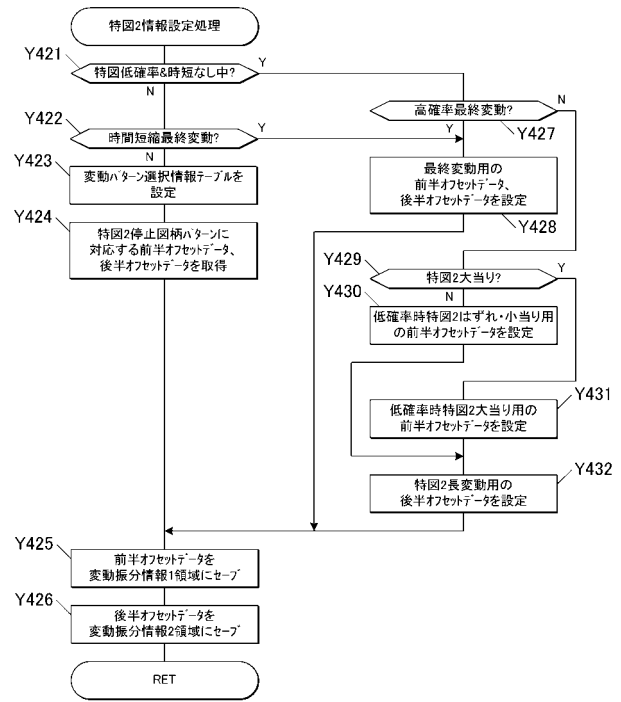 特図2情報設定処理
Y421
特図低確率&時短なし中?
Y
N
Y422
時間短縮最終変動?
Y
N
Y423
変動パターン選択情報テーブルを
設定
Y424
特図2停止図柄パターンに
対応する前半オフセットデータ、
後半オフセットデータを取得
高確率最終変動?
N
Y
Y427
最終変動用の
前半オフセットデータ、
後半オフセットデータを設定
Y428
Y429
特図2大当り?
Y
N
Y430
低確率時特図2はずれ・小当り用
の前半オフセットデータを設定
Y431
低確率時特図2大当り用の
前半オフセットデータを設定
Y432
特図2長変動用の
後半オフセットデータを設定
Y425
前半オフセットデータを
変動振分情報1領域にセーブ
Y426
後半オフセットデータを
変動振分情報2領域にセーブ
RET